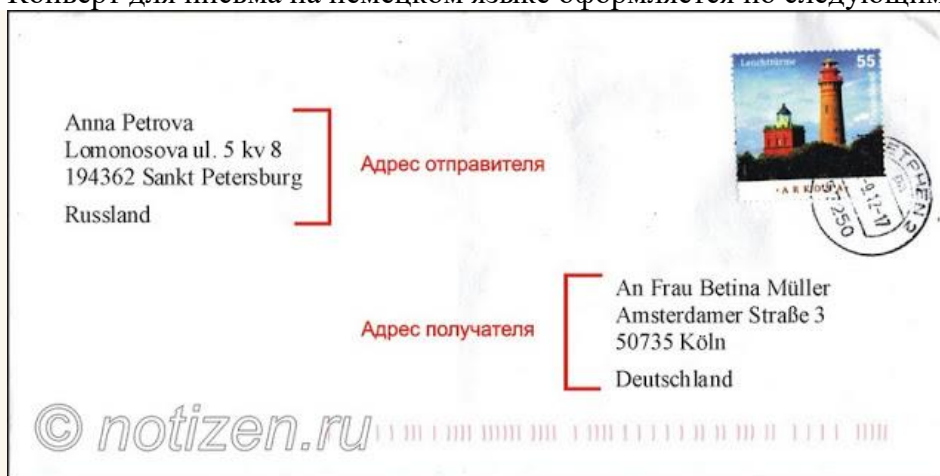 Конверт для письма на немецком языке оформляется по следующим
Leuchttürme 55
Anna Petrova
Lomonosova ul. 5 kv 8
194362 Sankt Petersburg
Russland
Адрес отправителя
ARKONA
An Frau Betina Müller
Amsterdamer Straße 3
50735 Köln
Deutschland
Адрес получателя
© notizen.ru